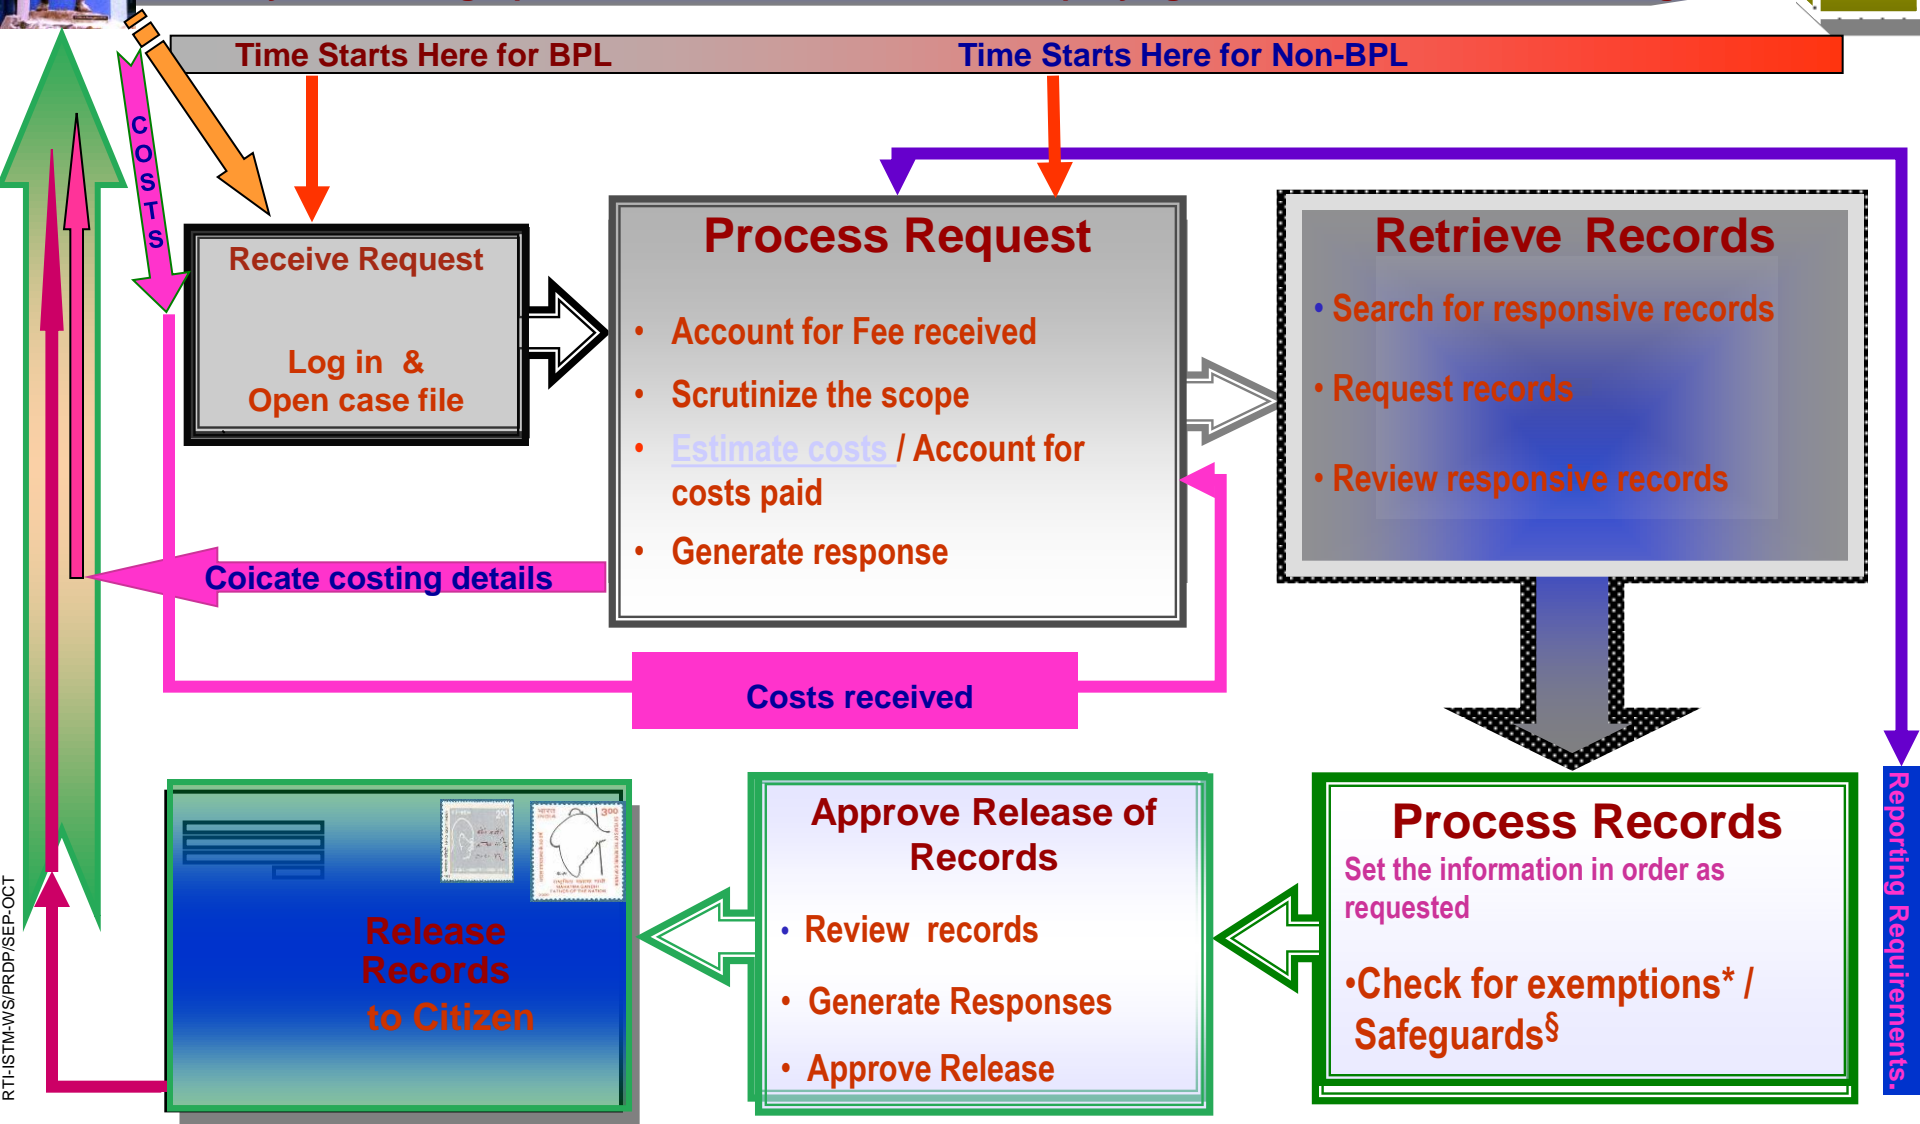 Time Starts Here for BPL
Time Starts Here for Non-BPL
COSTS
Receive Request
Log in &
Open case file
Process Request
• Account for Fee received
• Scrutinize the scope
• Estimate costs / Account for
costs paid
• Generate response
Retrieve Records
• Search for responsive records
• Request records
• Review responsive records
Coicate costing details
Costs received
Release
Records
to Citizen
Approve Release of
Records
• Review records
• Generate Responses
• Approve Release
Process Records
Set the information in order as
requested
•Check for exemptions* /
Safeguards§
Reporting Requirements.
RTI-ISTM-WS/PRDP/SEP-OCT